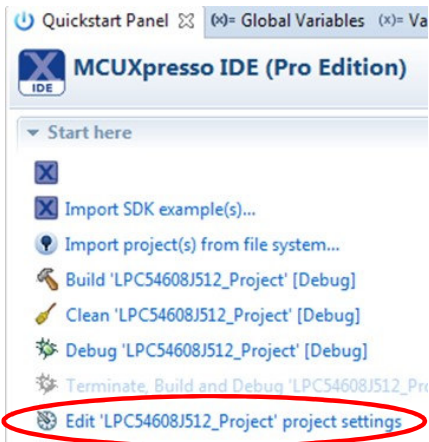 Quickstart Panel (x)= Global Variables (x)= Va
IDE
MCUXpresso IDE (Pro Edition)
Start here
Import SDK example(s)...
Import project(s) from file system...
Build 'LPC54608J512_Project' [Debug]
Clean 'LPC54608J512_Project' [Debug]
Debug 'LPC54608J512_Project' [Debug]
Terminate, Build and Debug 'LPC54608J512_Pro
Edit 'LPC54608J512_Project' project settings